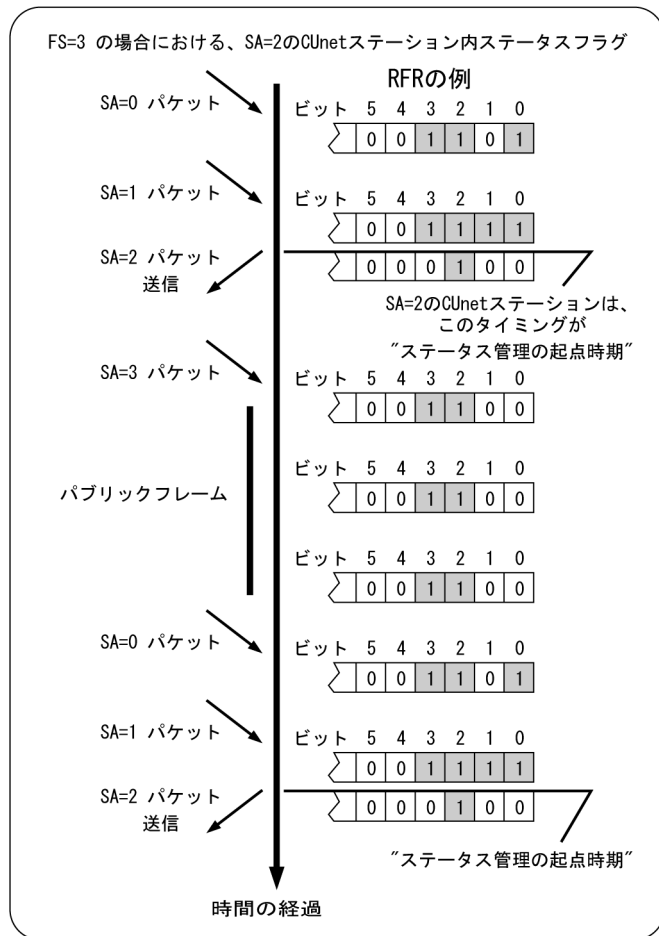 FS=3 の場合における、SA=2のCUnetステーション内ステータスフラグ
RFRの例
SA=0 パケット
ビット 5 4 3 2 1 0
0 0 1 1 0 1
SA=1 パケット
ビット 5 4 3 2 1 0
0 0 1 1 1 1
SA=2 パケット
送信
0 0 0 1 0 0
SA=2のCUnetステーションは、
このタイミングが
"ステータス管理の起点時期"
SA=3 パケット
ビット 5 4 3 2 1 0
0 0 1 1 0 0
パブリックフレーム
ビット 5 4 3 2 1 0
0 0 1 1 0 0
ビット 5 4 3 2 1 0
0 0 1 1 0 0
SA=0 パケット
ビット 5 4 3 2 1 0
0 0 1 1 0 1
SA=1 パケット
ビット 5 4 3 2 1 0
0 0 1 1 1 1
SA=2 パケット
送信
0 0 0 1 0 0
"ステータス管理の起点時期"
時間の経過